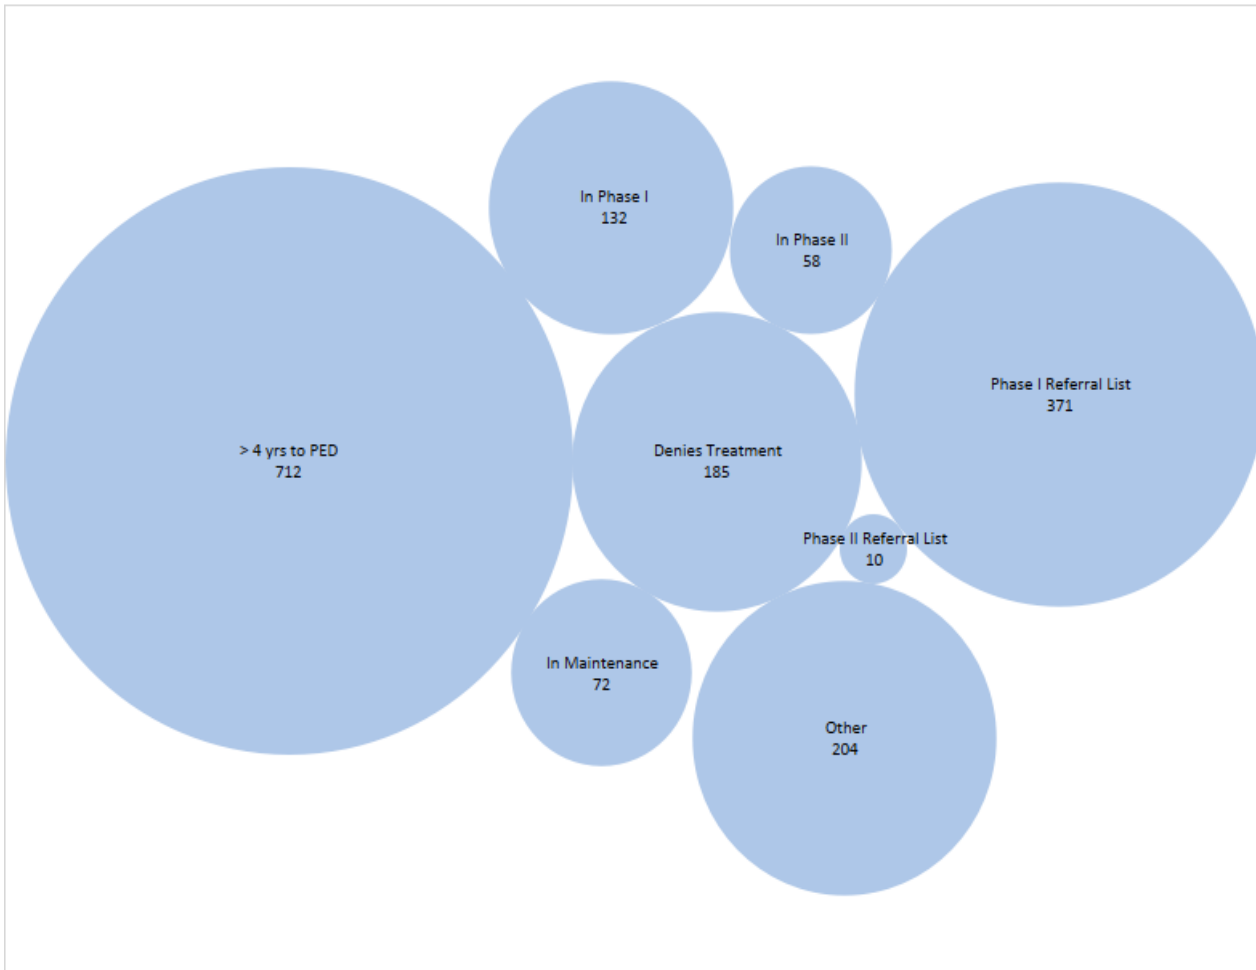 In Phase I
132
In Phase II
58
Phase I Referral List
371
> 4 yrs to PED
712
Denies Treatment
185
Phase II Referral List
10
In Maintenance
72
Other
204